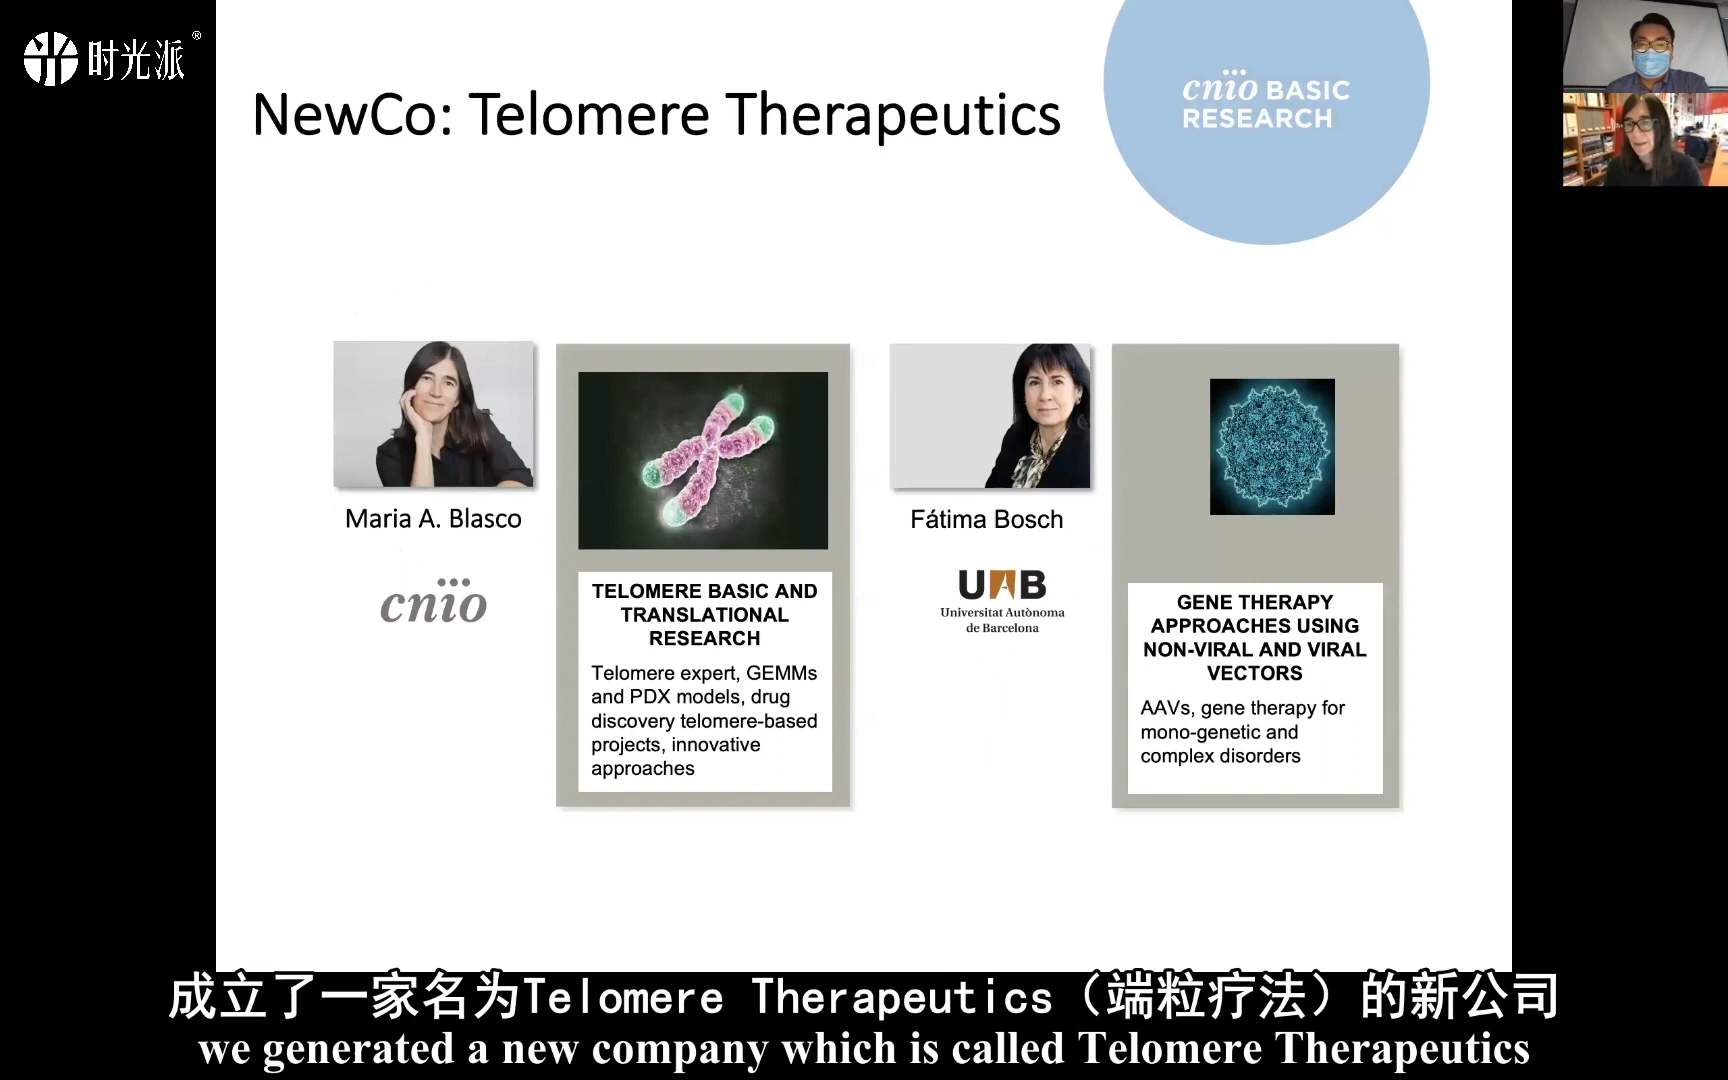 时光派®
NewCo: Telomere Therapeutics
cnio BASIC
RESEARCH
Maria A. Blasco
cnio
TELOMERE BASIC AND
TRANSLATIONAL
RESEARCH
Telomere expert, GEMMs
and PDX models, drug
discovery telomere-based
projects, innovative
approaches
Fátima Bosch
UAB
Universitat Autònoma
de Barcelona
GENE THERAPY
APPROACHES USING
NON-VIRAL AND VIRAL
VECTORS
AAVs, gene therapy for
mono-genetic and
complex disorders
成立了一家名为Telomere Therapeutics（端粒疗法）的新公司
we generated a new company which is called Telomere Therapeutics